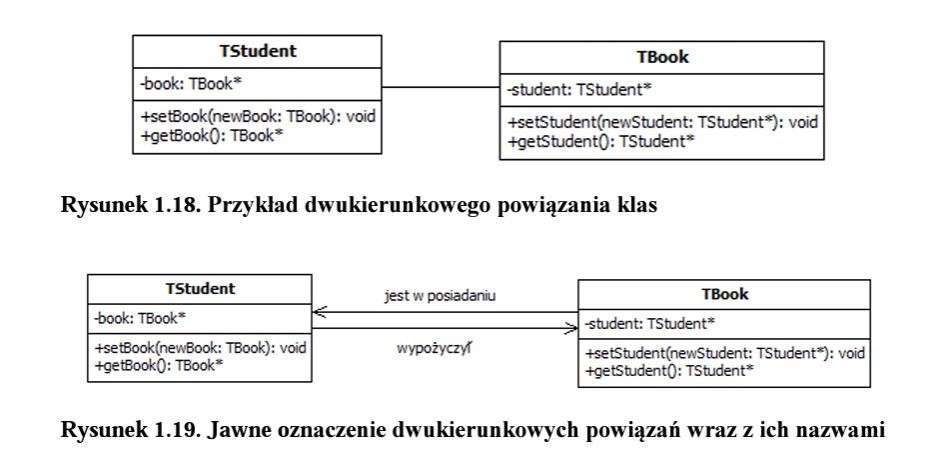 TStudent
-book: TBook*
+setBook(newBook: TBook): void
+getBook(): TBook*
TBook
-student: TStudent*
+setStudent(newStudent: TStudent*): void
+getStudent(): TStudent*
Rysunek 1.18. Przykład dwukierunkowego powiązania klas
TStudent
-book: TBook*
+setBook(newBook: TBook): void
+getBook(): TBook*
jest w posiadaniu
wypożyczył
TBook
-student: TStudent*
+setStudent(newStudent: TStudent*): void
+getStudent(): TStudent*
Rysunek 1.19. Jawne oznaczenie dwukierunkowych powiązań wraz z ich nazwami